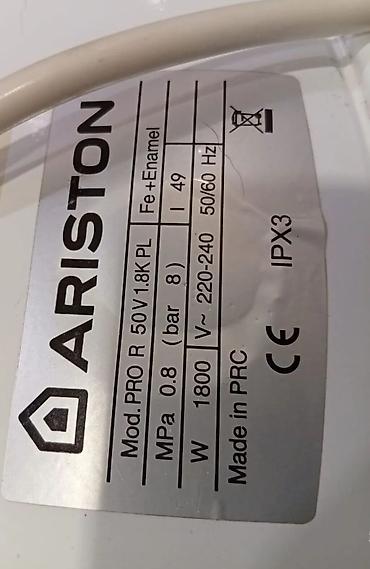 ARISTON
Mod. PRO R 50 V 1.8K PL Fe+Enamel
MPa 0.8 (bar 8) l 49
W 1800 V~ 220-240 50/60 Hz
Made in PRC
CE IPX3